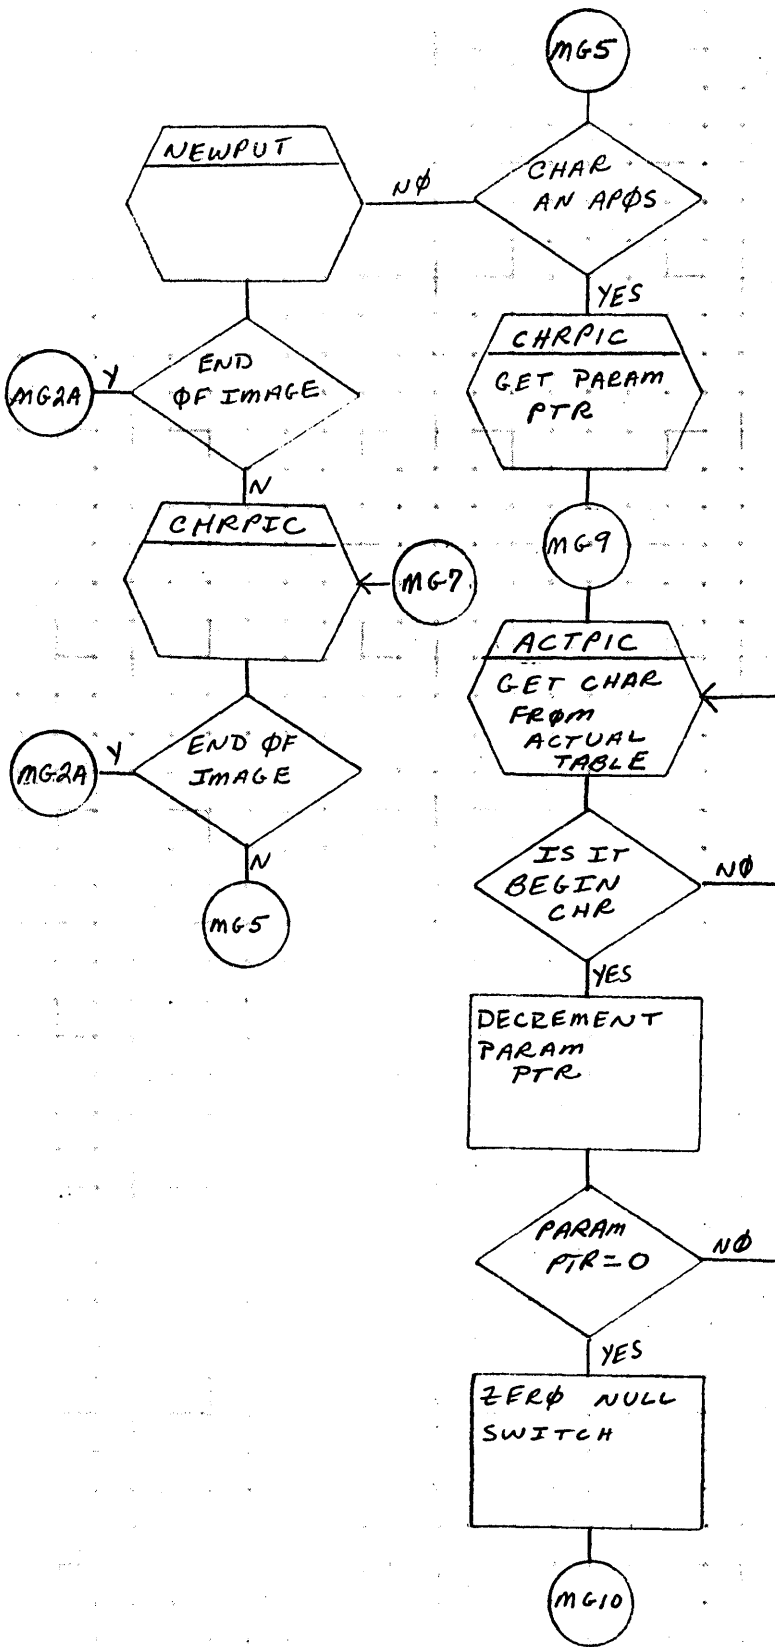 MG5
CHAR
AN APØS
NØ
YES
NEWPUT
END
ØF IMAGE
Y
MG2A
N
CHRPIC
MG7
END ØF
IMAGE
Y
MG2A
N
MG5
CHRPIC
GET PARAM
PTR
MG9
ACTPIC
GET CHAR
FRØM
ACTUAL
TABLE
IS IT
BEGIN
CHR
NØ
YES
DECREMENT
PARAM
PTR
PARAM
PTR=0
NØ
YES
ZERØ NULL
SWITCH
MG10